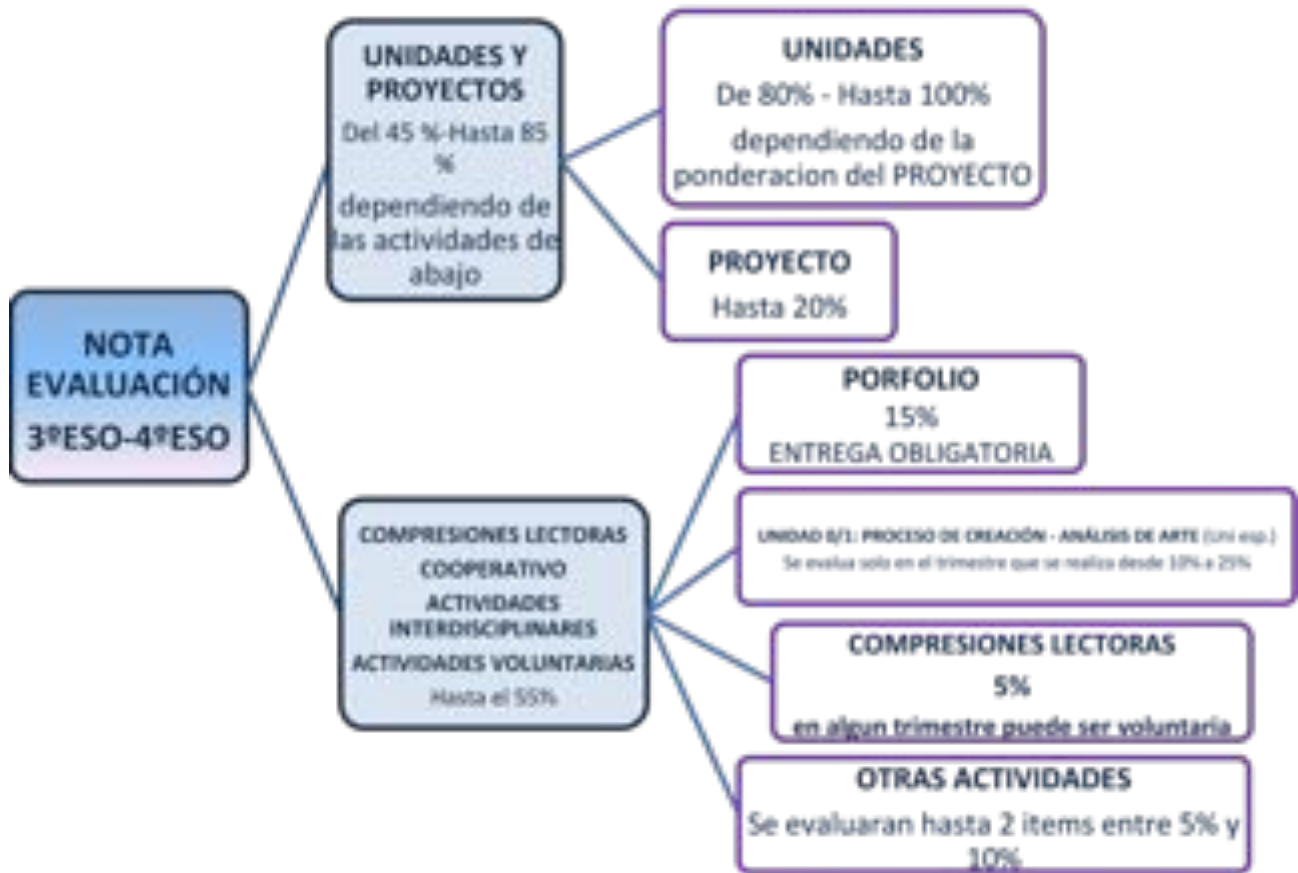 NOTA
EVALUACIÓN
3ºESO-4ºESO
UNIDADES Y
PROYECTOS
Del 45 %-Hasta 85
%
dependiendo de
las actividades de
abajo
UNIDADES
De 80% - Hasta 100%
dependiendo de la
ponderacion del PROYECTO
PROYECTO
Hasta 20%
COMPRESIONES LECTORAS
COOPERATIVO
ACTIVIDADES
INTERDISCIPLINARES
ACTIVIDADES VOLUNTARIAS
Hasta el 55%
PORFOLIO
15%
ENTREGA OBLIGATORIA
UNIDAD 0/1: PROCESO DE CREACIÓN - ANÁLISIS DE ARTE (Uni esp.)
Se evalua solo en el trimestre que se realiza desde 10% a 25%
COMPRESIONES LECTORAS
5%
en algun trimestre puede ser voluntaria
OTRAS ACTIVIDADES
Se evaluaran hasta 2 items entre 5% y
10%